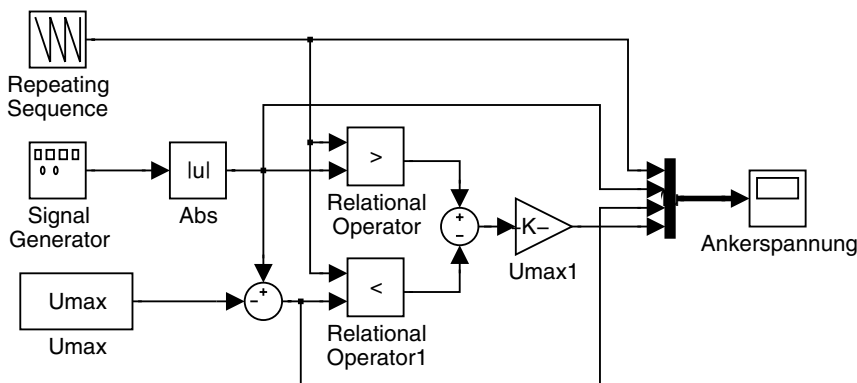 Repeating
Sequence
|u|
Abs
Signal
Generator
>
Relational
Operator
Umax
Umax
<
Relational
Operator1
-K-
Umax1
Ankerspannung